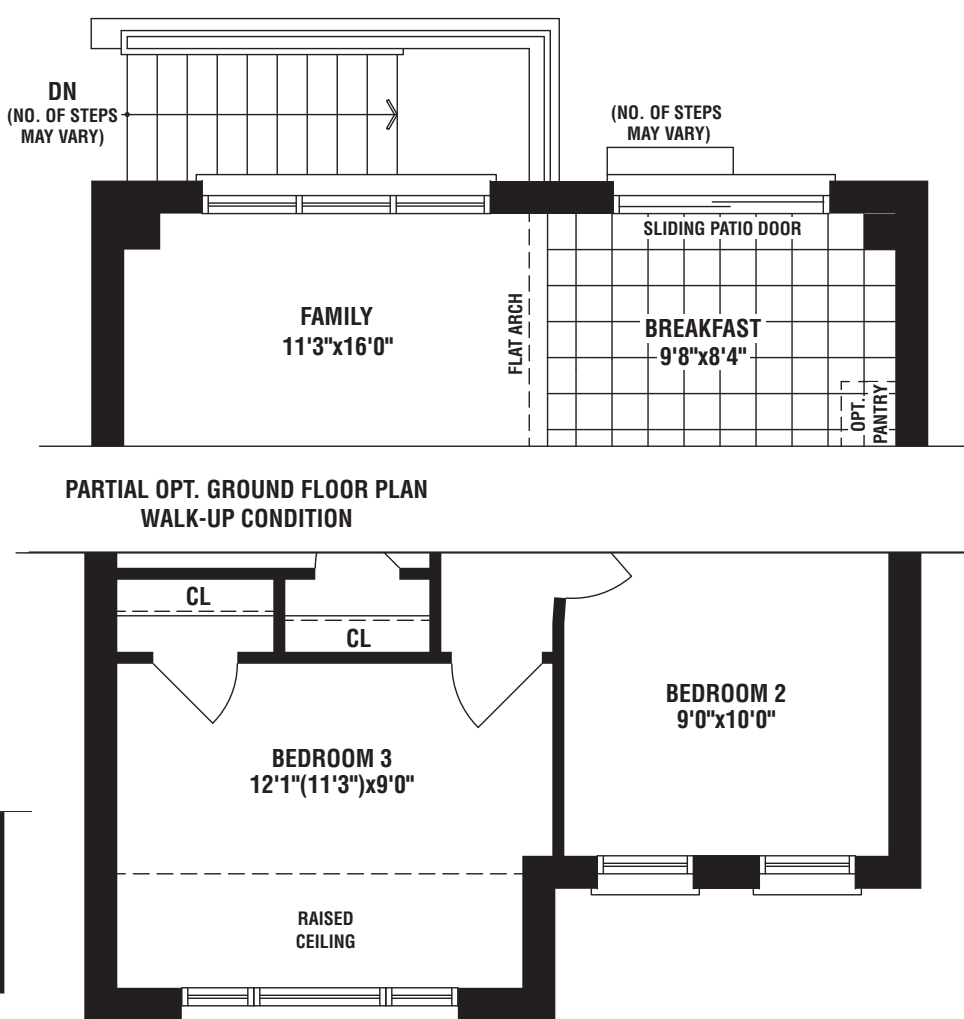 DN
(NO. OF STEPS
MAY VARY)
(NO. OF STEPS
MAY VARY)
SLIDING PATIO DOOR
FAMILY
11'3"x16'0"
FLAT ARCH
BREAKFAST
9'8"x8'4"
OPT.
PANTRY
PARTIAL OPT. GROUND FLOOR PLAN
WALK-UP CONDITION
CL
CL
BEDROOM 2
9'0"x10'0"
BEDROOM 3
12'1"(11'3")x9'0"
RAISED
CEILING